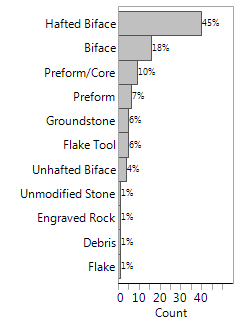 Hafted Biface 45%
Biface 18%
Preform/Core 10%
Preform 7%
Groundstone 6%
Flake Tool 6%
Unhafted Biface 4%
Unmodified Stone 1%
Engraved Rock 1%
Debris 1%
Flake 1%
0 10 20 30 40
Count